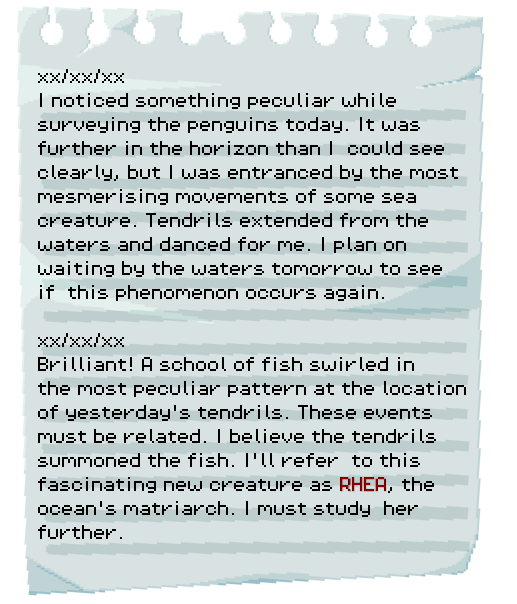 xx/xx/xx
I noticed something peculiar while
surveying the penguins today. It was
further in the horizon than I could see
clearly, but I was entranced by the most
mesmerising movements of some sea
creature. Tendrils extended from the
waters and danced for me. I plan on
waiting by the waters tomorrow to see
if this phenomenon occurs again.
xx/xx/xx
Brilliant! A school of fish swirled in
the most peculiar pattern at the location
of yesterday's tendrils. These events
must be related. I believe the tendrils
summoned the fish. I'll refer to this
fascinating new creature as RHEA, the
ocean's matriarch. I must study her
further.